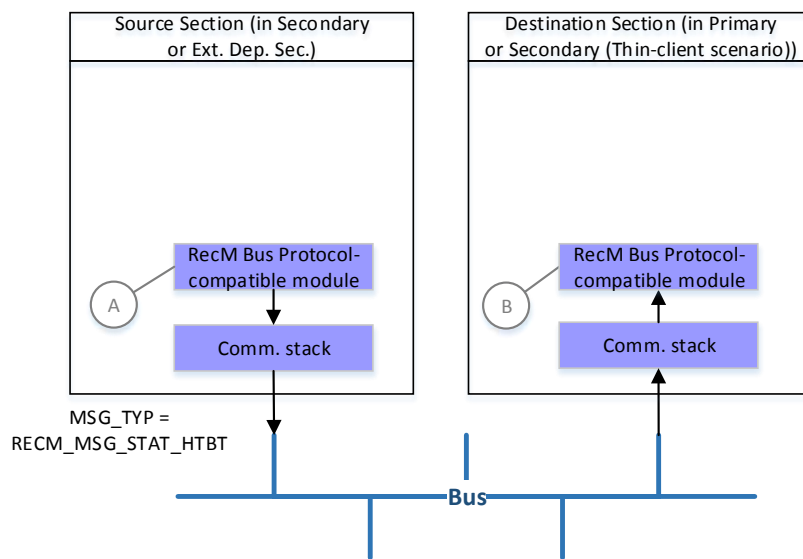 Source Section (in Secondary
or Ext. Dep. Sec.)
Destination Section (in Primary
or Secondary (Thin-client scenario))
RecM Bus Protocol-
compatible module
A
Comm. stack
RecM Bus Protocol-
compatible module
B
Comm. stack
MSG_TYP =
RECM_MSG_STAT_HTBT
Bus